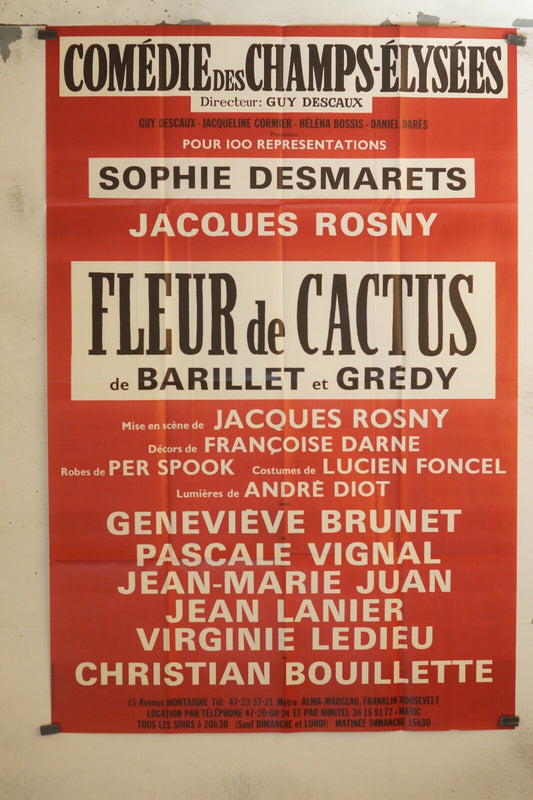 COMÉDIE DES CHAMPS-ÉLYSÉES
Directeur: GUY DESCAUX
GUY DESCAUX - JACQUELINE CORMIER - HÉLÉNA BOSSIS - DANIEL DARÈS
Présentent
POUR 100 REPRESENTATIONS
SOPHIE DESMARETS
JACQUES ROSNY
FLEUR de CACTUS
de BARILLET et GRÉDY
Mise en scène de JACQUES ROSNY
Décors de FRANÇOISE DARNE
Robes de PER SPOOK Costumes de LUCIEN FONCEL
Lumières de ANDRÉ DIOT
avec
GENEVIÈVE BRUNET
PASCALE VIGNAL
JEAN-MARIE JUAN
JEAN LANIER
VIRGINIE LEDIEU
CHRISTIAN BOUILLETTE
15 Avenue MONTAIGNE Tél: 47-23-37-21 Métro: ALMA-MARCEAU, FRANKLIN ROOSEVELT
LOCATION PAR TÉLÉPHONE 47-20-08-24 ET PAR MINITEL 36 15 91 77 - MATIC
TOUS LES SOIRS à 20h30 (Sauf DIMANCHE et LUNDI) MATINÉE DIMANCHE 15h30